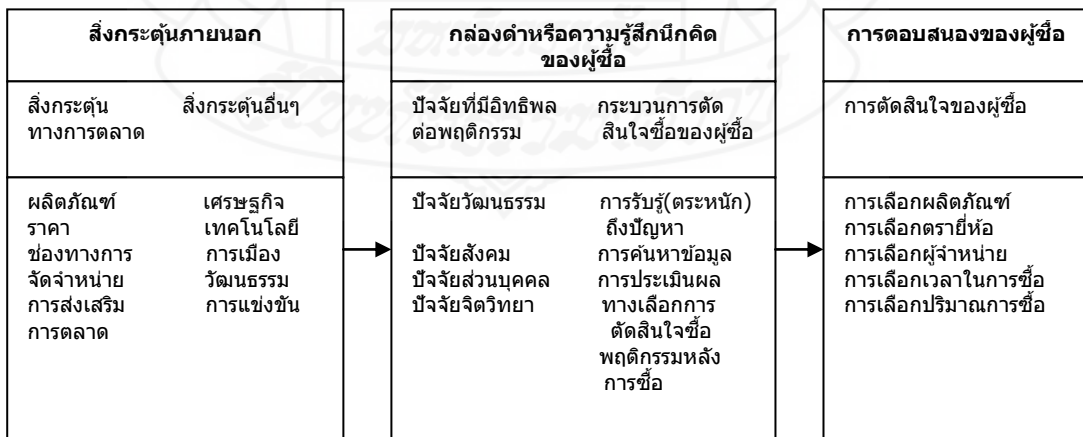 สิ่งกระตุ้นภายนอก
สิ่งกระตุ้น สิ่งกระตุ้นอื่นๆ
ทางการตลาด
ผลิตภัณฑ์ เศรษฐกิจ
ราคา เทคโนโลยี
ช่องทางการ การเมือง
จัดจำหน่าย วัฒนธรรม
การส่งเสริม การแข่งขัน
การตลาด
กล่องดำหรือความรู้สึกนึกคิด
ของผู้ซื้อ
ปัจจัยที่มีอิทธิพล กระบวนการตัด
ต่อพฤติกรรม สินใจซื้อของผู้ซื้อ
ปัจจัยวัฒนธรรม การรับรู้(ตระหนัก)
ถึงปัญหา
ปัจจัยสังคม การค้นหาข้อมูล
ปัจจัยส่วนบุคคล การประเมินผล
ปัจจัยจิตวิทยา ทางเลือกการ
ตัดสินใจซื้อ
พฤติกรรมหลัง
การซื้อ
การตอบสนองของผู้ซื้อ
การตัดสินใจของผู้ซื้อ
การเลือกผลิตภัณฑ์
การเลือกตรายี่ห้อ
การเลือกผู้จำหน่าย
การเลือกเวลาในการซื้อ
การเลือกปริมาณการซื้อ